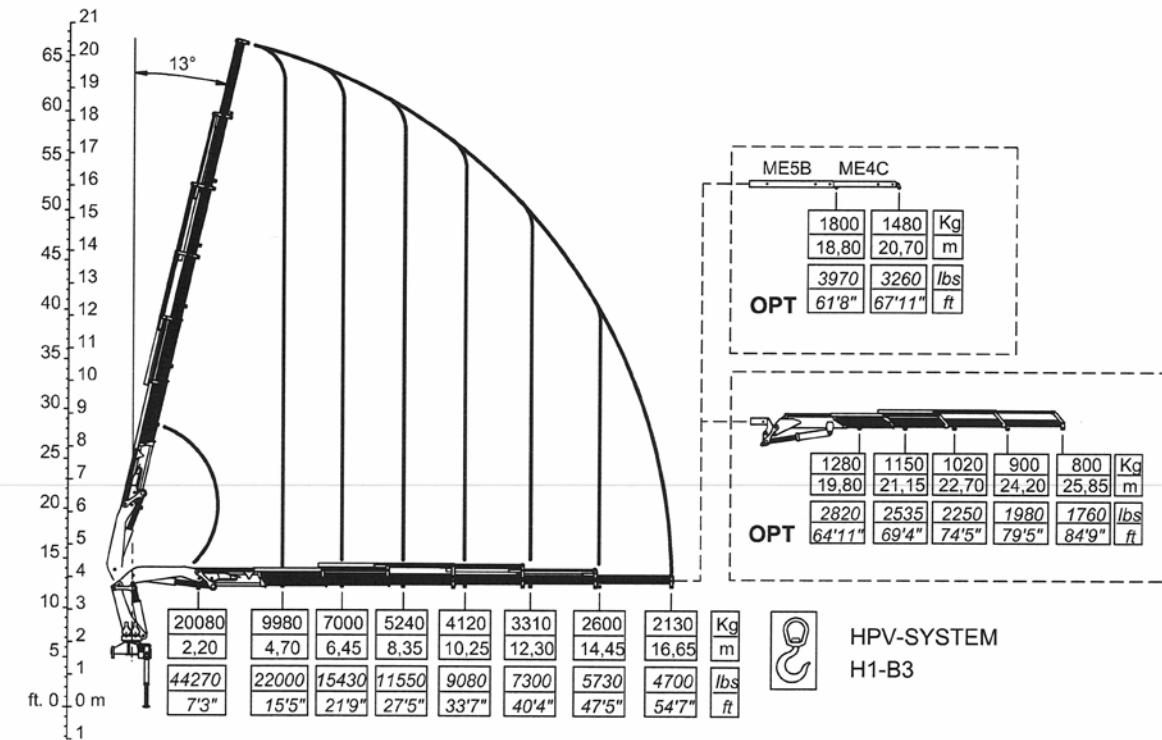 21
65 20
13°
19
60 18
55 17
16
50 15
14
45 13
40 12
11
35 10
30 9
25 8
7
20 6
5
15 4
10 3
2
5 1
ft. 0 0 m
1
ME5B ME4C
1800 1480 Kg
18,80 20,70 m
3970 3260 lbs
61'8" 67'11" ft
OPT
1280 1150 1020 900 800 Kg
19,80 21,15 22,70 24,20 25,85 m
2820 2535 2250 1980 1760 lbs
64'11" 69'4" 74'5" 79'5" 84'9" ft
OPT
20080 9980 7000 5240 4120 3310 2600 2130 Kg
2,20 4,70 6,45 8,35 10,25 12,30 14,45 16,65 m
44270 22000 15430 11550 9080 7300 5730 4700 lbs
7'3" 15'5" 21'9" 27'5" 33'7" 40'4" 47'5" 54'7" ft
HPV-SYSTEM
H1-B3